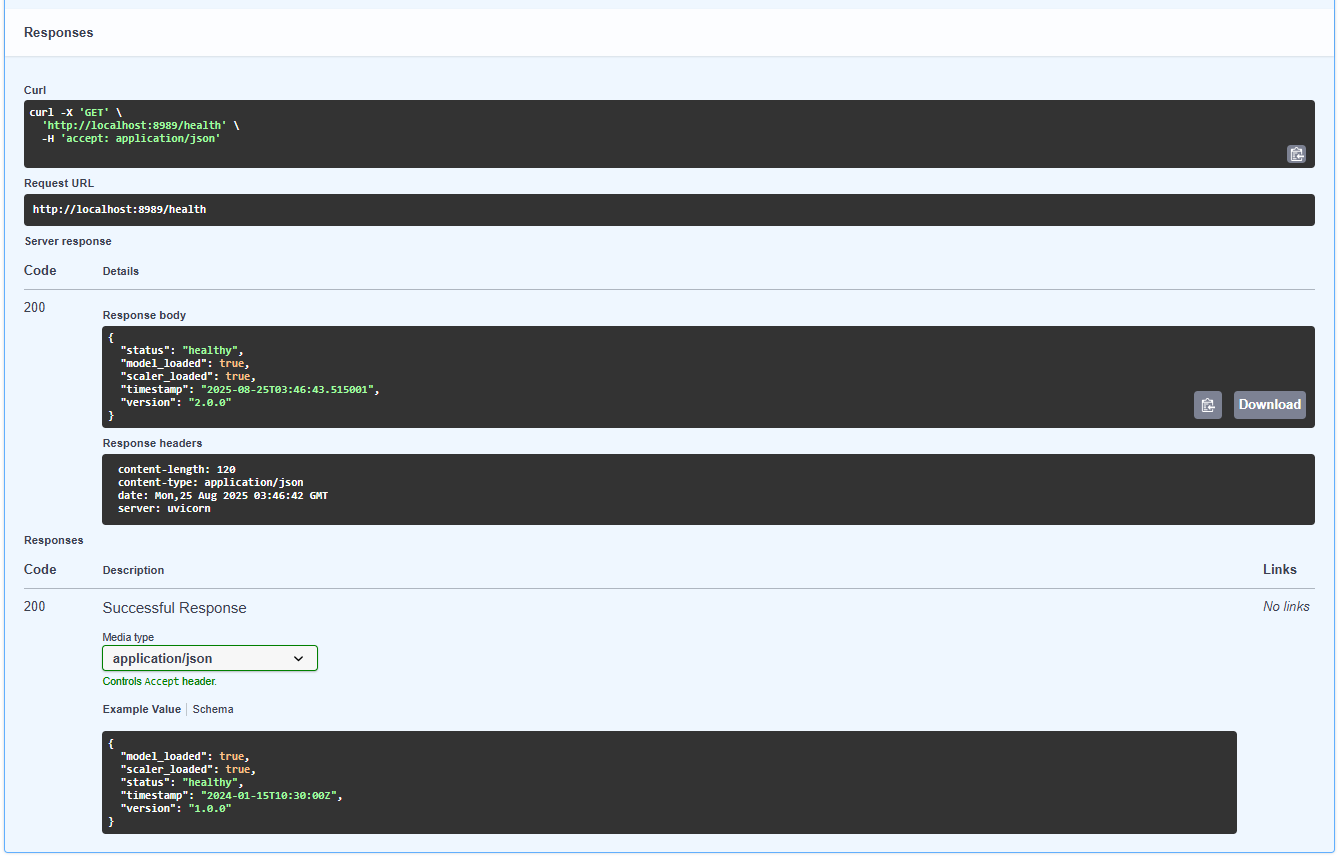 Responses
Curl
curl -X 'GET' \
  'http://localhost:8989/health' \
  -H 'accept: application/json'
Request URL
http://localhost:8989/health
Server response
Code Details
200
Response body
{
  "status": "healthy",
  "model_loaded": true,
  "scaler_loaded": true,
  "timestamp": "2025-08-25T03:46:43.515001",
  "version": "2.0.0"
}
Download
Response headers
content-length: 120
content-type: application/json
date: Mon,25 Aug 2025 03:46:42 GMT
server: uvicorn
Responses
Code Description Links
200 Successful Response No links
Media type
application/json
Controls Accept header.
Example Value Schema
{
  "model_loaded": true,
  "scaler_loaded": true,
  "status": "healthy",
  "timestamp": "2024-01-15T10:30:00Z",
  "version": "1.0.0"
}